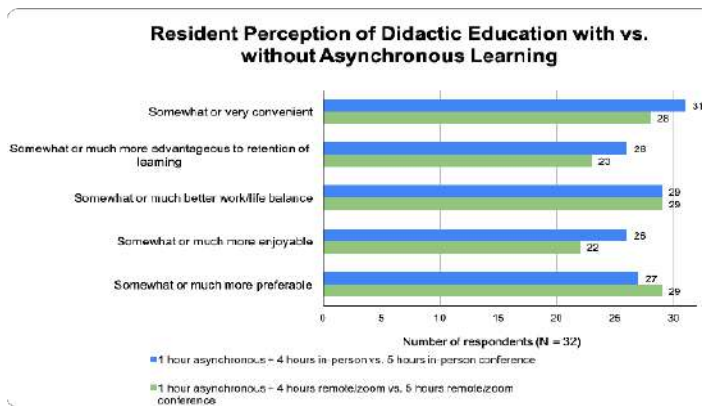 Resident Perception of Didactic Education with vs.
without Asynchronous Learning
Somewhat or very convenient
31
28
Somewhat or much more advantageous to retention of
learning
26
23
Somewhat or much better work/life balance
29
29
Somewhat or much more enjoyable
26
22
Somewhat or much more preferable
27
29
0 5 10 15 20 25 30
Number of respondents (N = 32)
1 hour asynchronous – 4 hours in-person vs. 5 hours in-person conference
1 hour asynchronous – 4 hours remote/zoom vs. 5 hours remote/zoom
conference